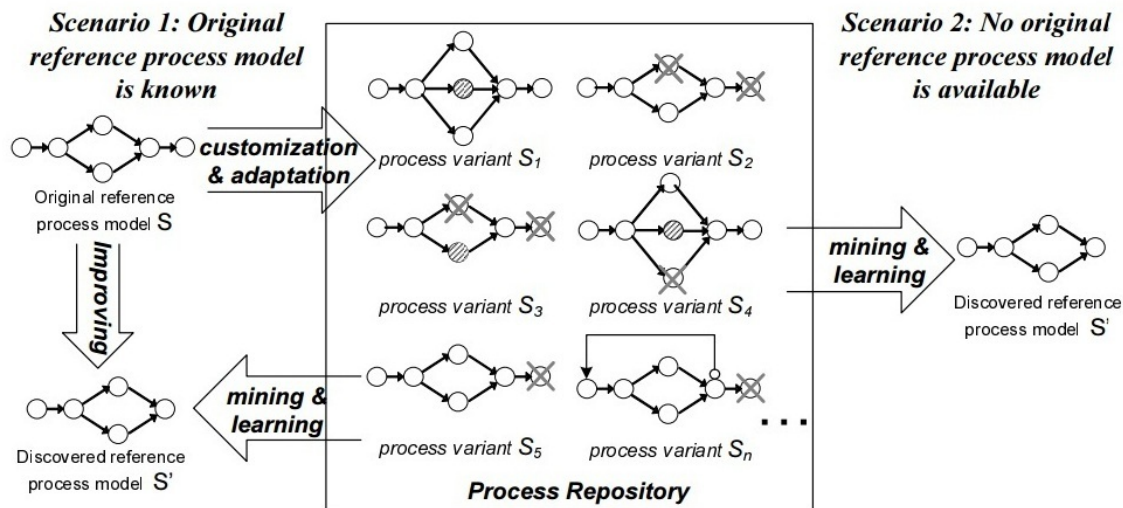 Scenario 1: Original
reference process model
is known
Scenario 2: No original
reference process model
is available
customization
& adaptation
Original reference
process model S
Improving
process variant S1
process variant S2
process variant S3
process variant S4
mining &
learning
Discovered reference
process model S'
mining &
learning
Discovered reference
process model S'
process variant S5
process variant Sn
...
Process Repository